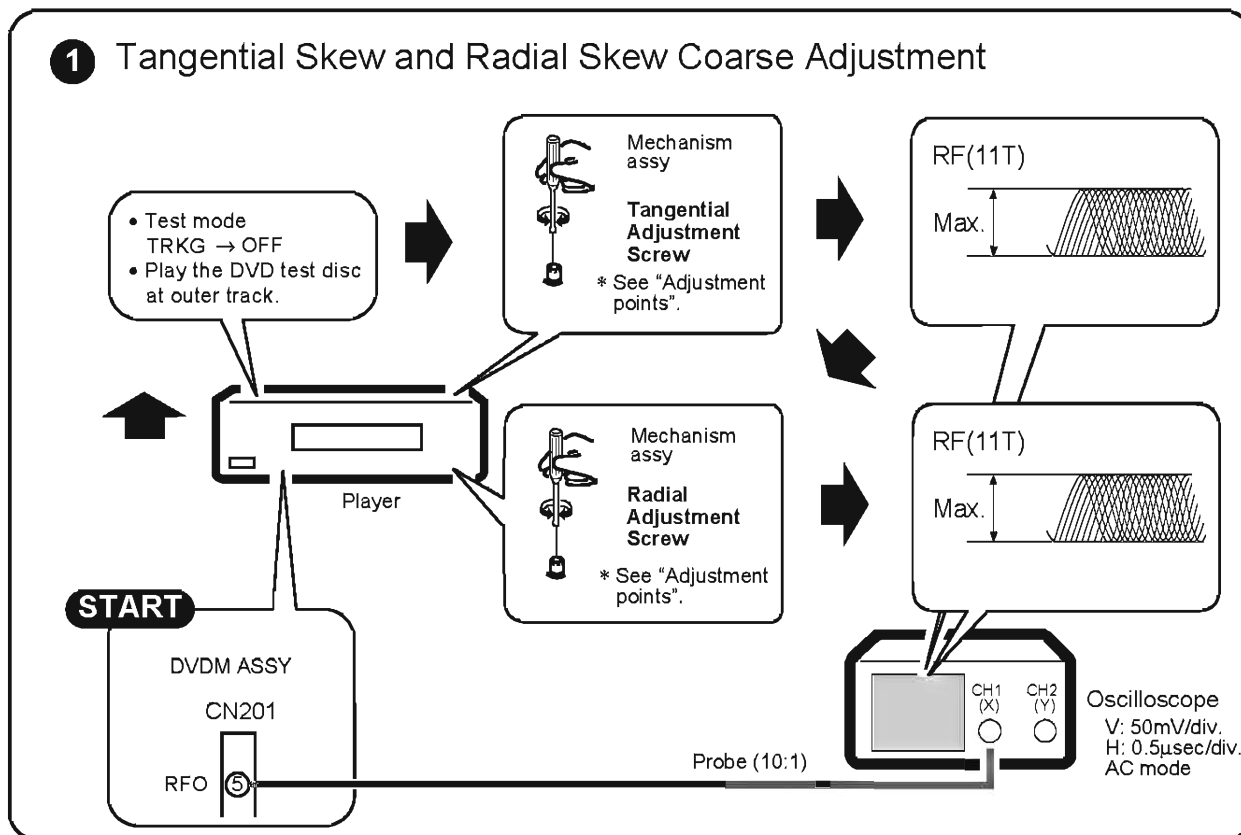 1 Tangential Skew and Radial Skew Coarse Adjustment
• Test mode
TRKG → OFF
• Play the DVD test disc
at outer track.
Mechanism
assy
Tangential
Adjustment
Screw
* See “Adjustment
points”.
RF(11T)
Max.
Player
Mechanism
assy
Radial
Adjustment
Screw
* See “Adjustment
points”.
RF(11T)
Max.
START
DVDM ASSY
CN201
RFO 5
Probe (10:1)
CH1
(X)
CH2
(Y)
Oscilloscope
V: 50mV/div.
H: 0.5μsec/div.
AC mode